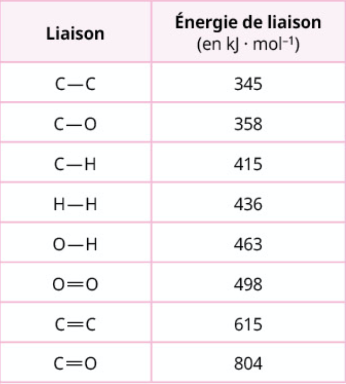 Liaison
Énergie de liaison
(en kJ · mol⁻¹)
C—C 345
C—O 358
C—H 415
H—H 436
O—H 463
O=O 498
C=C 615
C=O 804